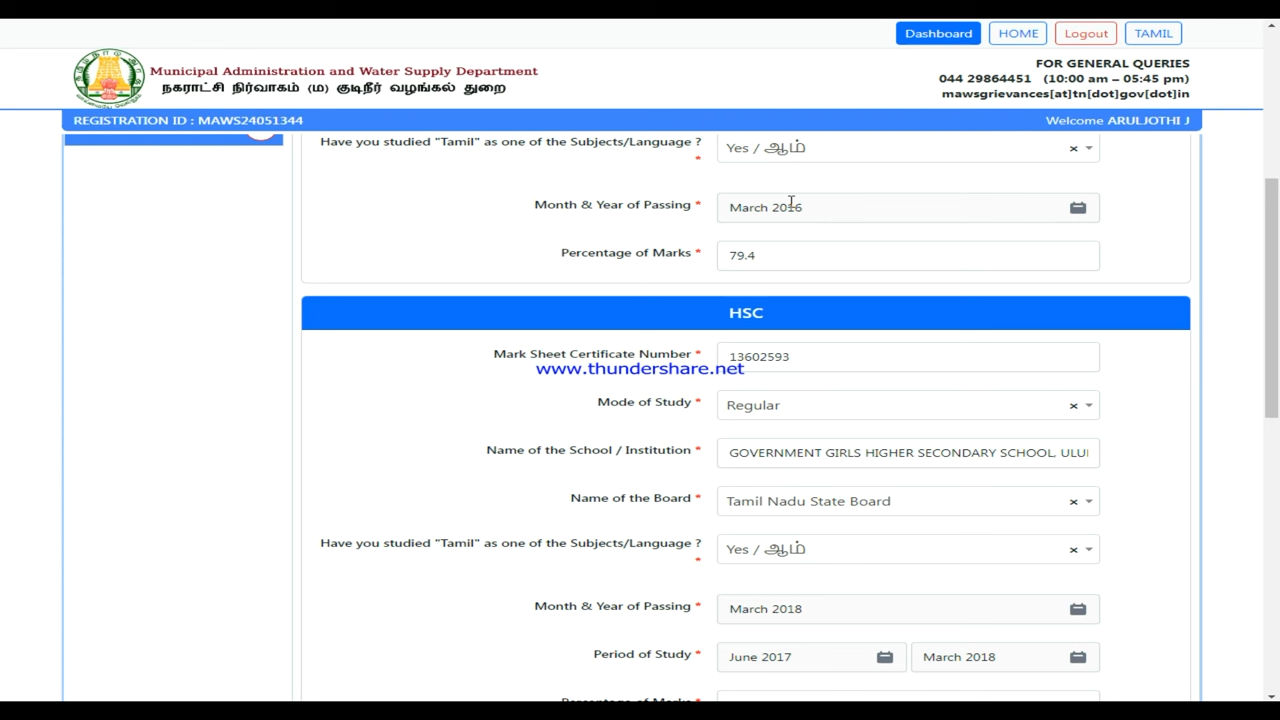 Dashboard HOME Logout TAMIL
Municipal Administration and Water Supply Department
நகராட்சி நிர்வாகம் (ம) குடிநீர் வழங்கல் துறை
FOR GENERAL QUERIES
044 29864451 (10:00 am – 05:45 pm)
mawsgrievances[at]tn[dot]gov[dot]in
REGISTRATION ID : MAWS24051344 Welcome ARULJOTHI J
Have you studied "Tamil" as one of the Subjects/Language ? * Yes / ஆம் ×
Month & Year of Passing * March 2016
Percentage of Marks * 79.4
HSC
Mark Sheet Certificate Number * 13602593
www.thundershare.net
Mode of Study * Regular ×
Name of the School / Institution * GOVERNMENT GIRLS HIGHER SECONDARY SCHOOL, ULU
Name of the Board * Tamil Nadu State Board ×
Have you studied "Tamil" as one of the Subjects/Language ? * Yes / ஆம் ×
Month & Year of Passing * March 2018
Period of Study * June 2017 March 2018